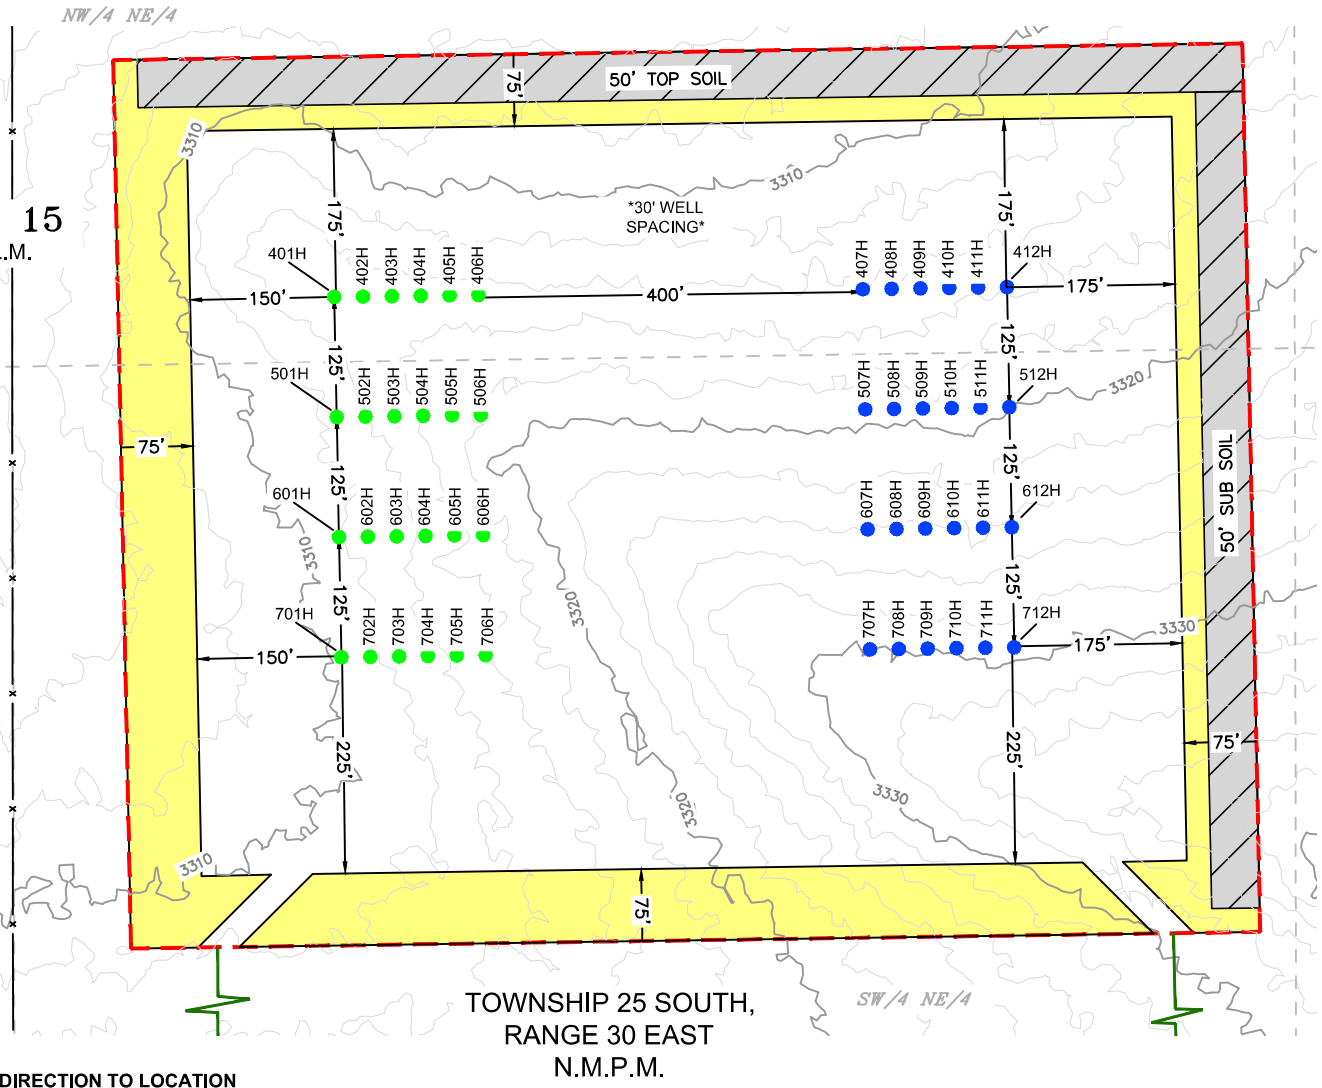 NW/4 NE/4
15
.M.
50' TOP SOIL
75'
3310
3310
*30' WELL
SPACING*
175'
175'
401H
402H
403H
404H
405H
406H
407H
408H
409H
410H
411H
412H
150'
400'
175'
125'
125'
3320
501H
502H
503H
504H
505H
506H
507H
508H
509H
510H
511H
512H
75'
50' SUB SOIL
125'
125'
601H
602H
603H
604H
605H
606H
607H
608H
609H
610H
611H
612H
3310
3320
125'
125'
701H
702H
703H
704H
705H
706H
707H
708H
709H
710H
711H
712H
3330
150'
175'
225'
225'
75'
3330
3320
3310
75'
SW/4 NE/4
TOWNSHIP 25 SOUTH,
RANGE 30 EAST
N.M.P.M.
DIRECTION TO LOCATION